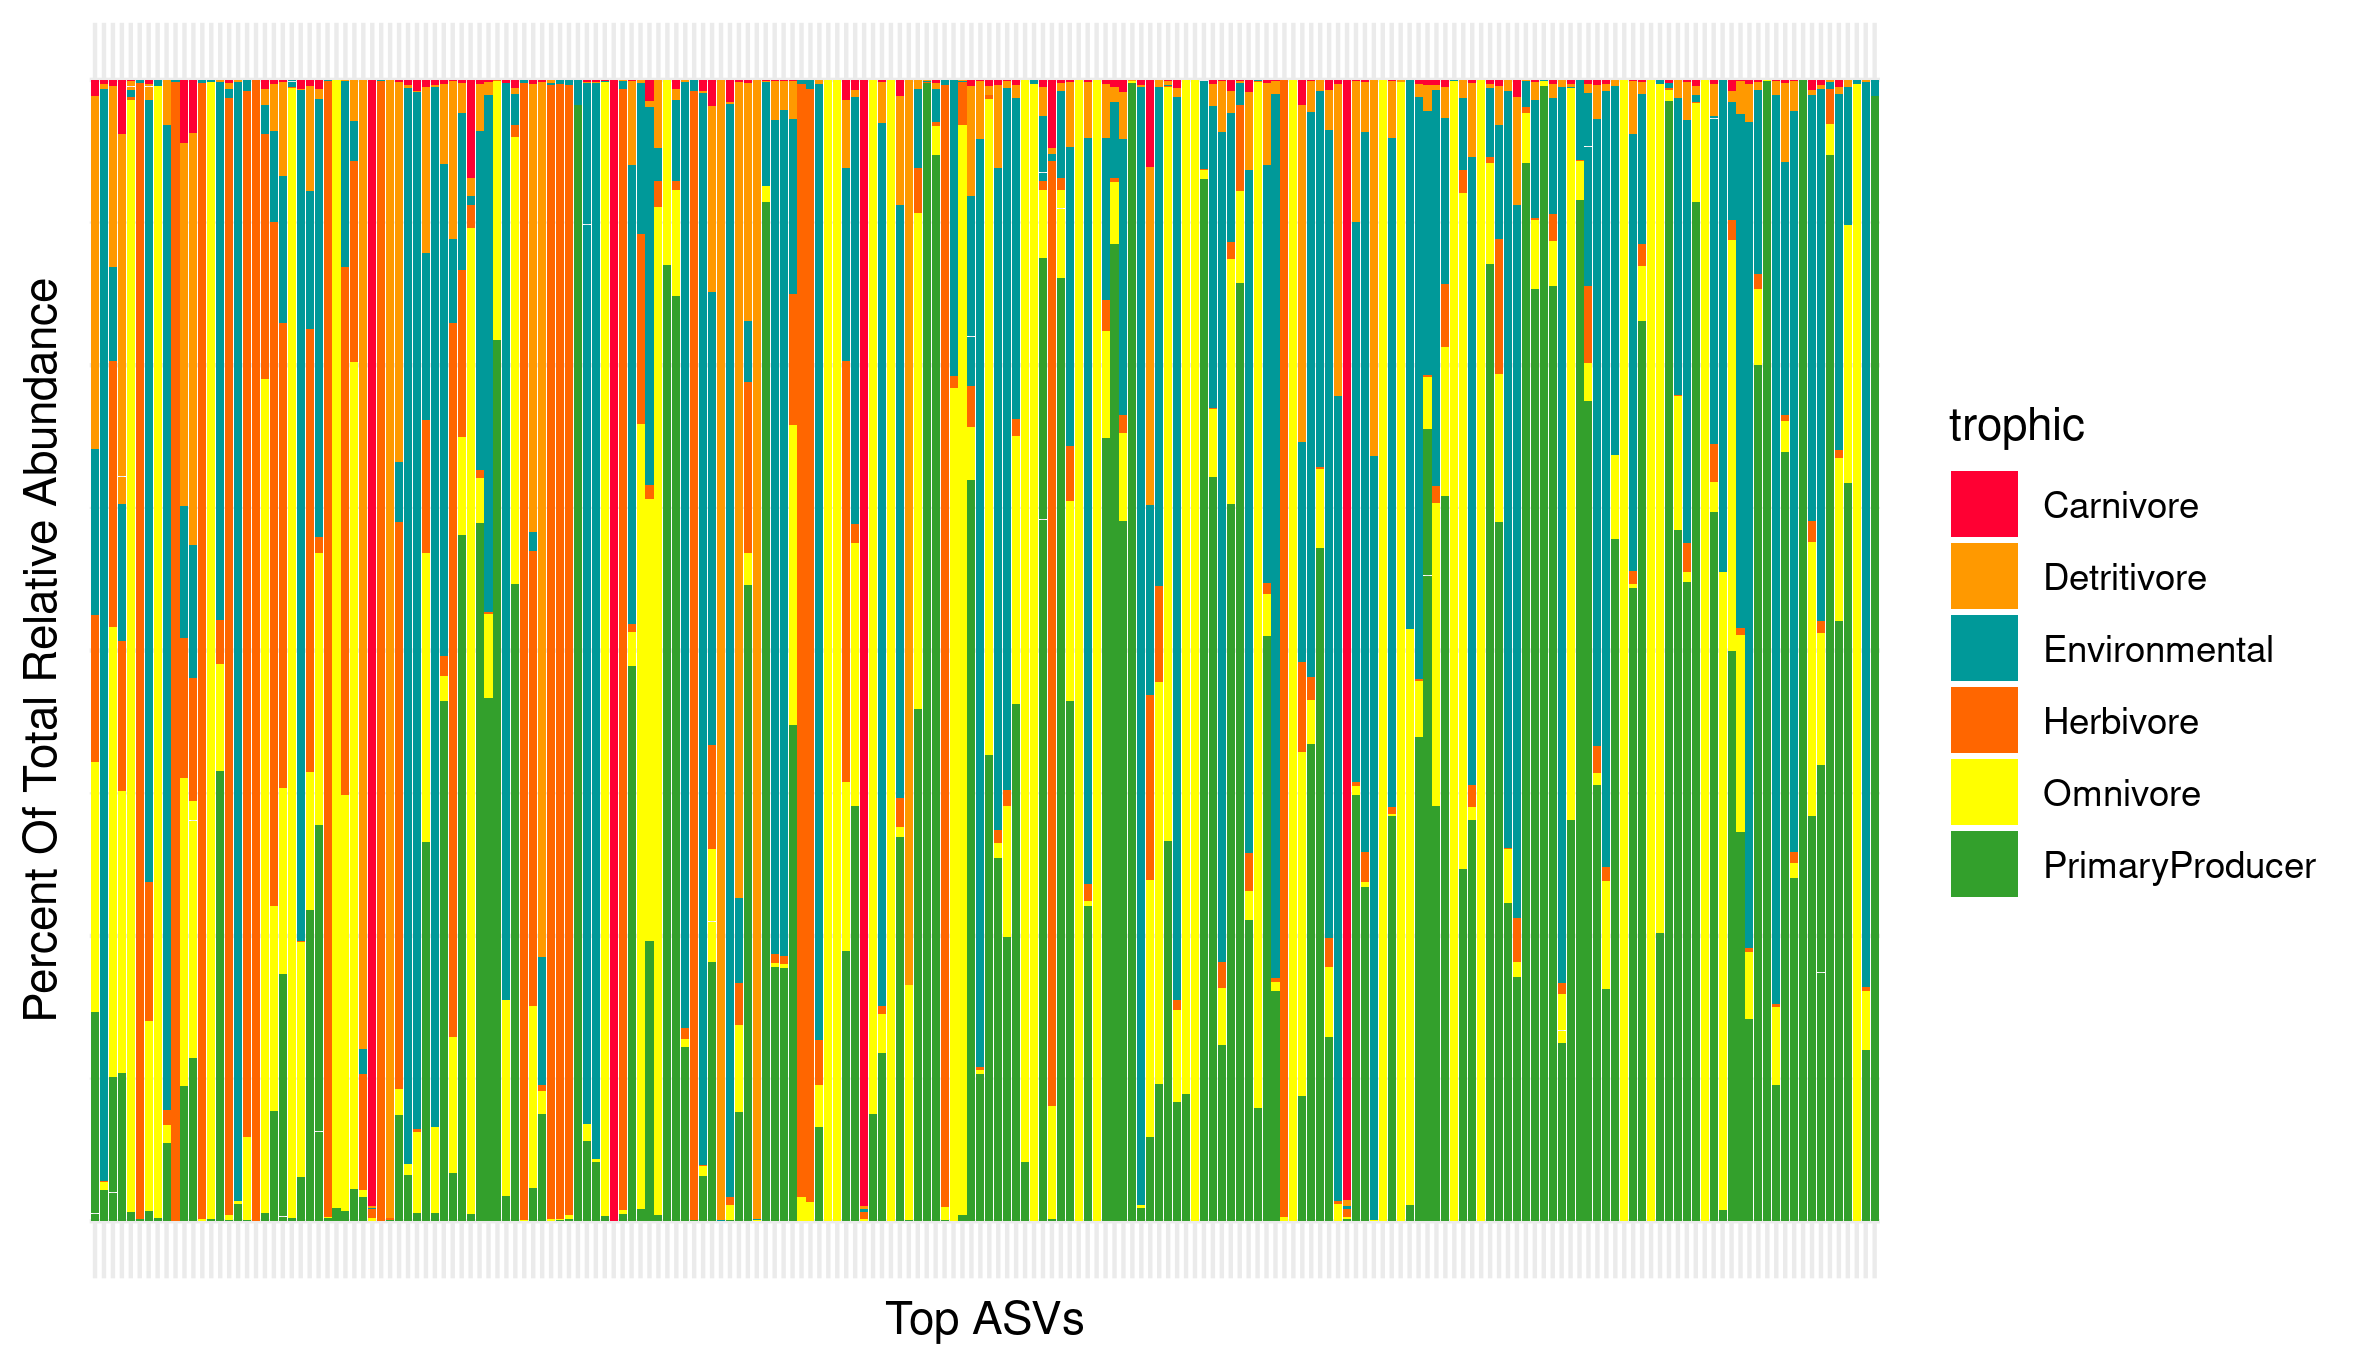 Percent Of Total Relative Abundance
Top ASVs
trophic
Carnivore
Detritivore
Environmental
Herbivore
Omnivore
PrimaryProducer